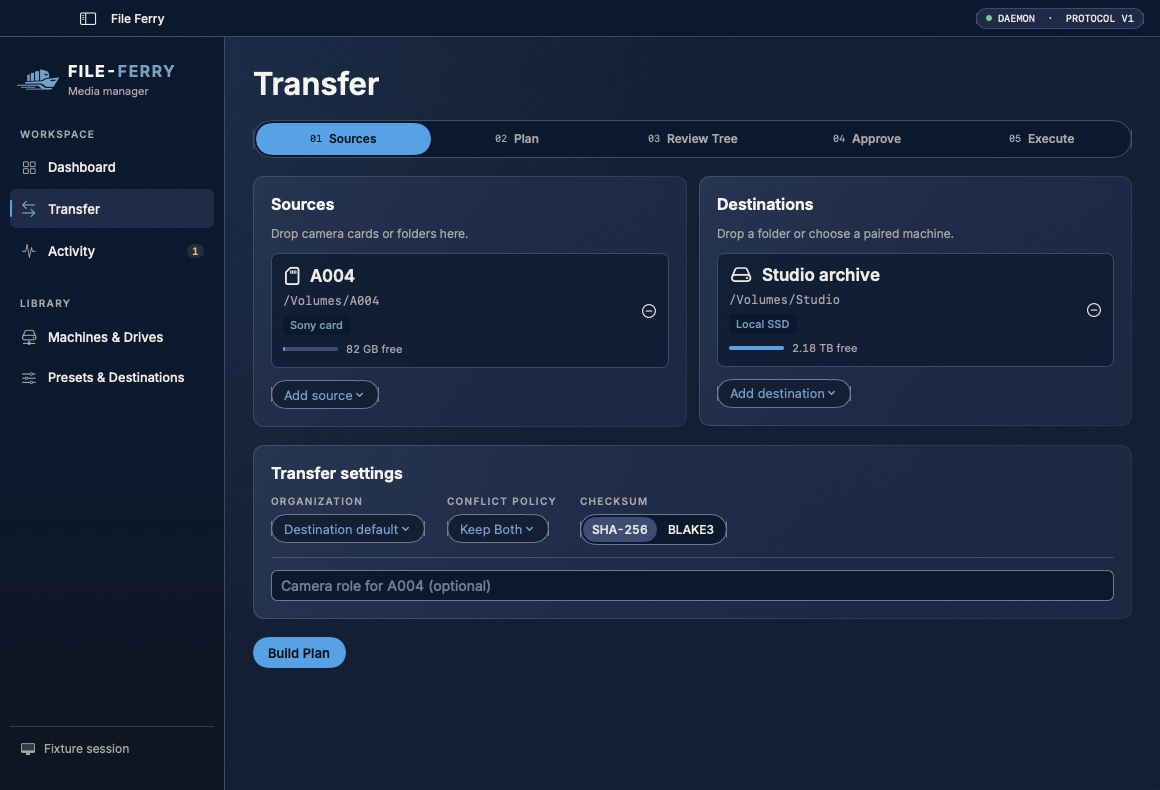 File Ferry
DAEMON · PROTOCOL V1
FILE-FERRY
Media manager
WORKSPACE
Dashboard
Transfer
Activity
1
LIBRARY
Machines & Drives
Presets & Destinations
Fixture session
Transfer
01 Sources
02 Plan
03 Review Tree
04 Approve
05 Execute
Sources
Drop camera cards or folders here.
A004
/Volumes/A004
Sony card
82 GB free
Add source
Destinations
Drop a folder or choose a paired machine.
Studio archive
/Volumes/Studio
Local SSD
2.18 TB free
Add destination
Transfer settings
ORGANIZATION
Destination default
CONFLICT POLICY
Keep Both
CHECKSUM
SHA-256
BLAKE3
Camera role for A004 (optional)
Build Plan